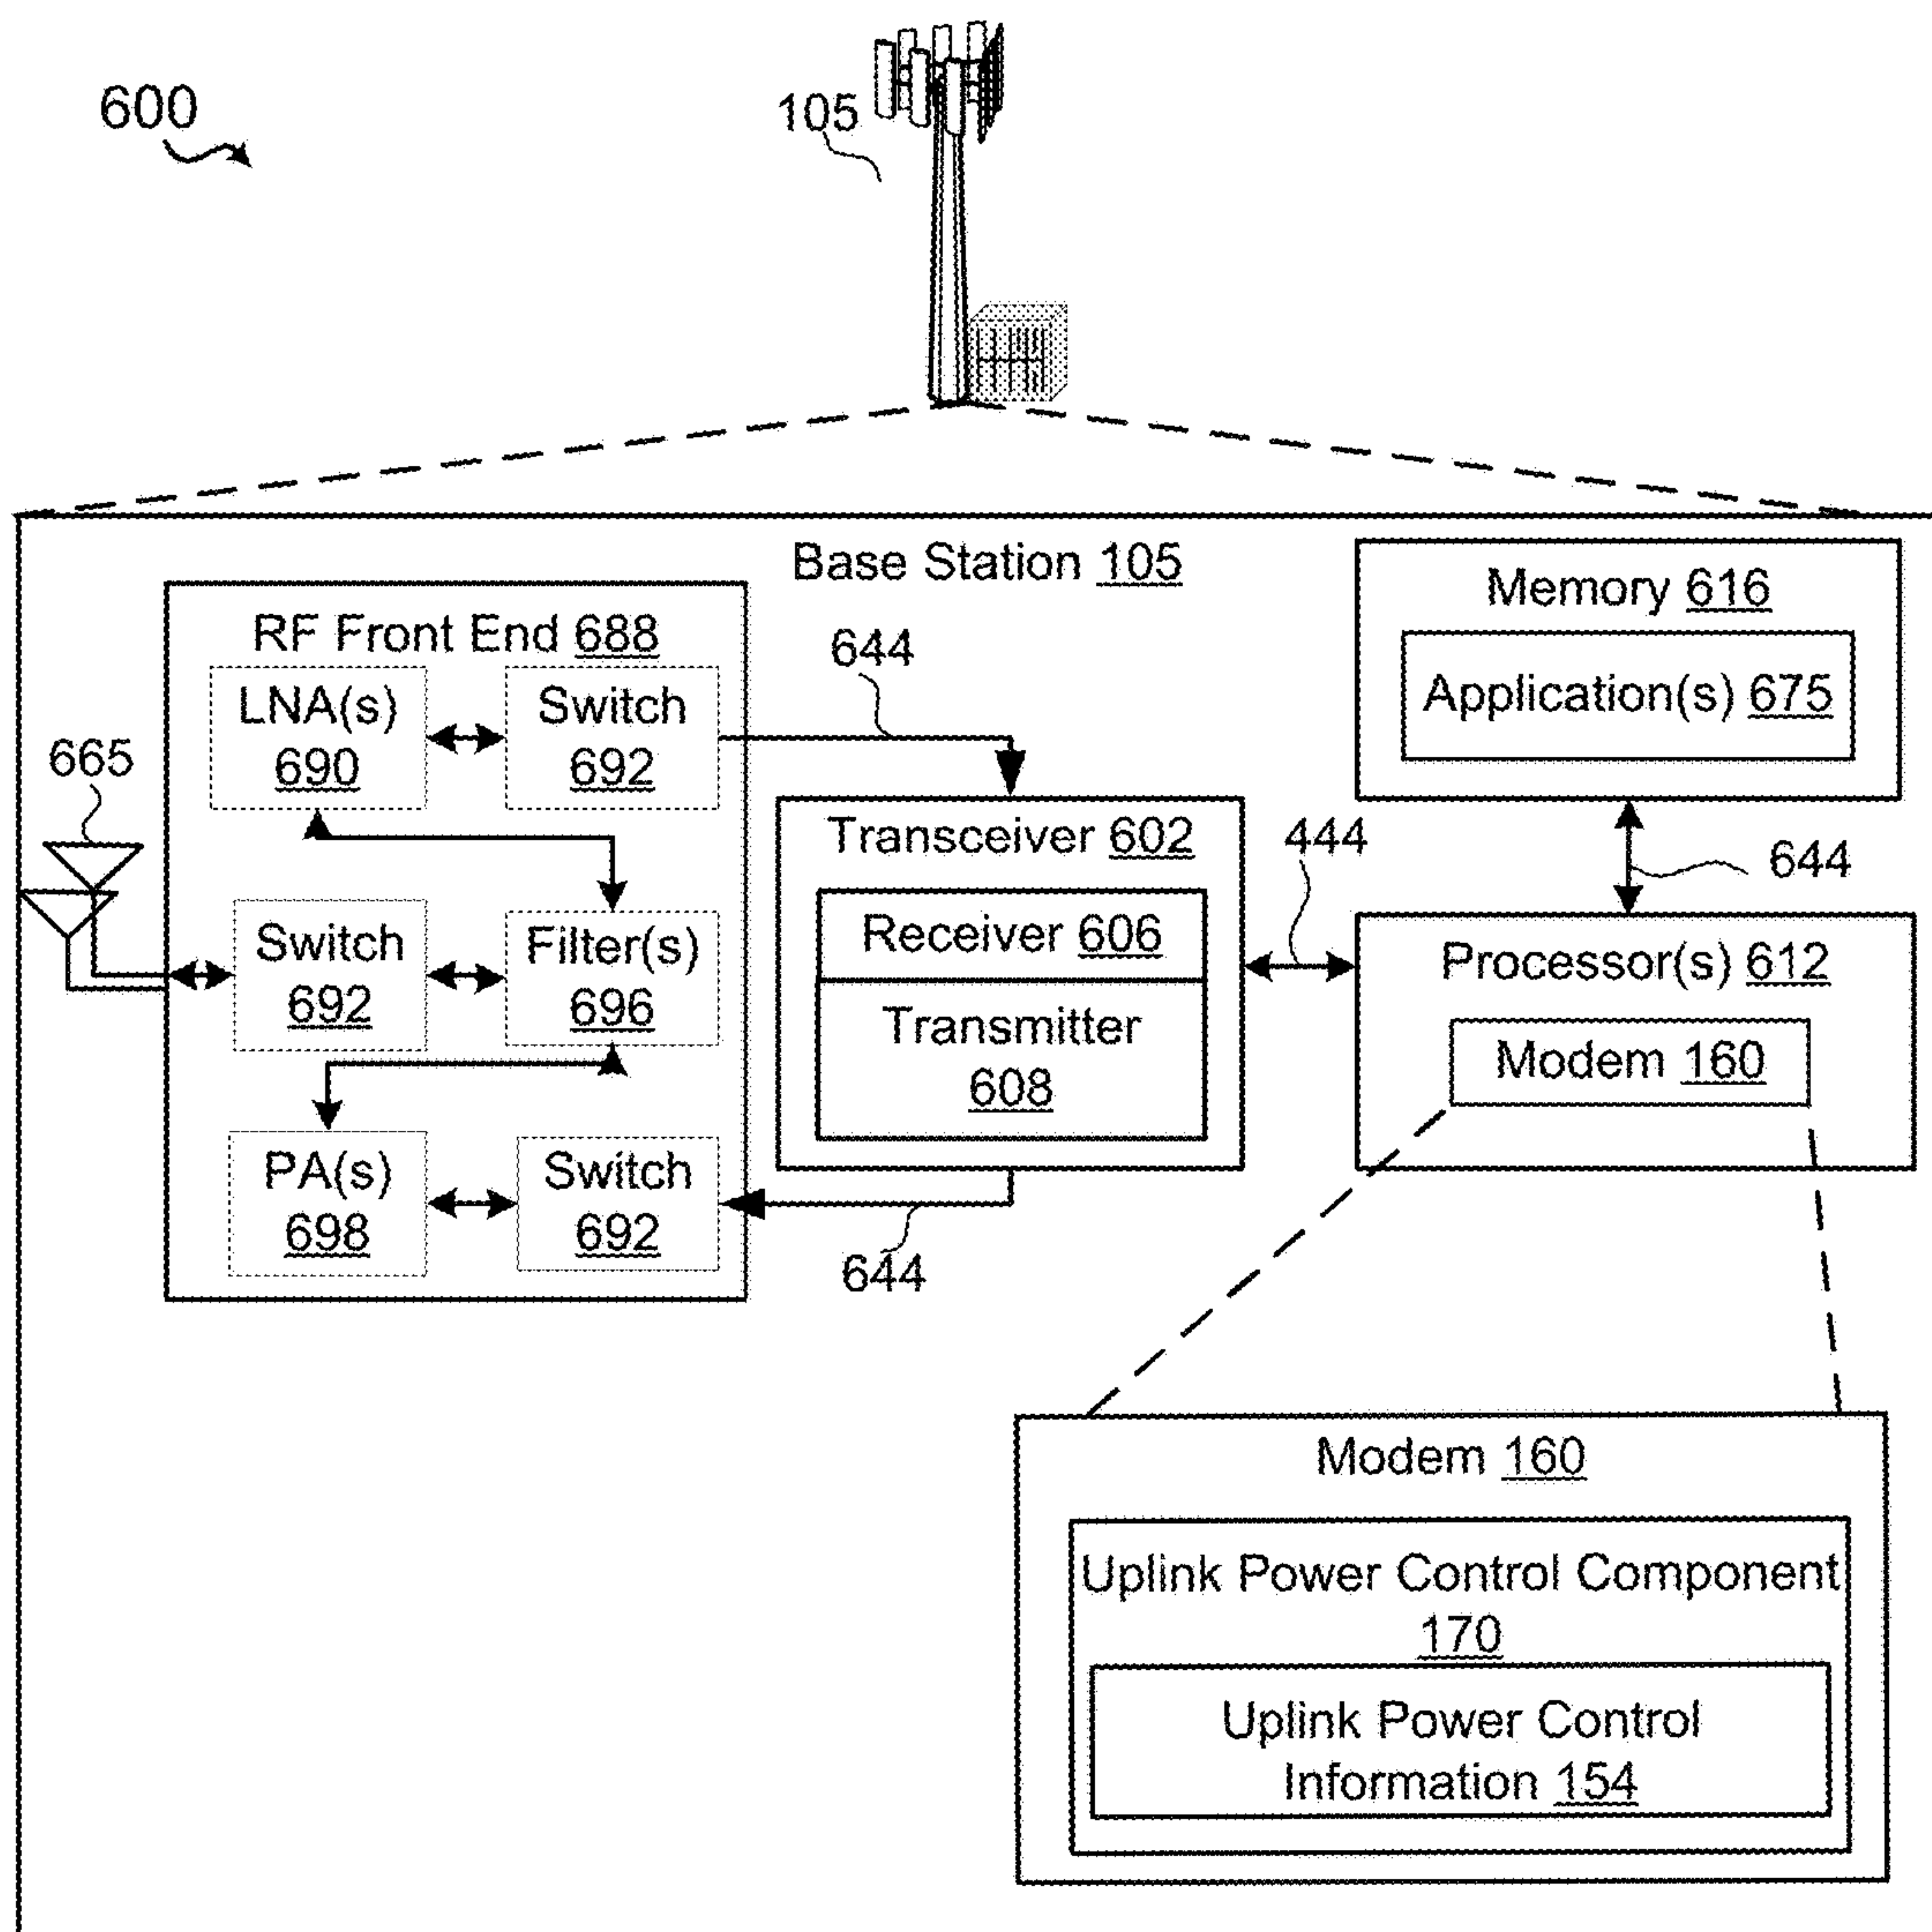 600
105
Base Station 105
RF Front End 688
LNA(s)
690
Switch
692
644
665
Switch
692
Filter(s)
696
PA(s)
698
Switch
692
644
Transceiver 602
Receiver 606
Transmitter
608
444
Memory 616
Application(s) 675
644
Processor(s) 612
Modem 160
Modem 160
Uplink Power Control Component
170
Uplink Power Control
Information 154